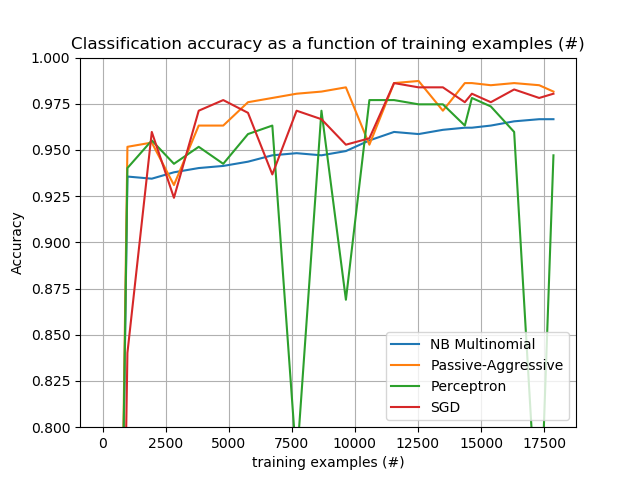 Classification accuracy as a function of training examples (#)
1.000
0.975
0.950
0.925
0.900
0.875
0.850
0.825
0.800
Accuracy
NB Multinomial
Passive-Aggressive
Perceptron
SGD
0 2500 5000 7500 10000 12500 15000 17500
training examples (#)